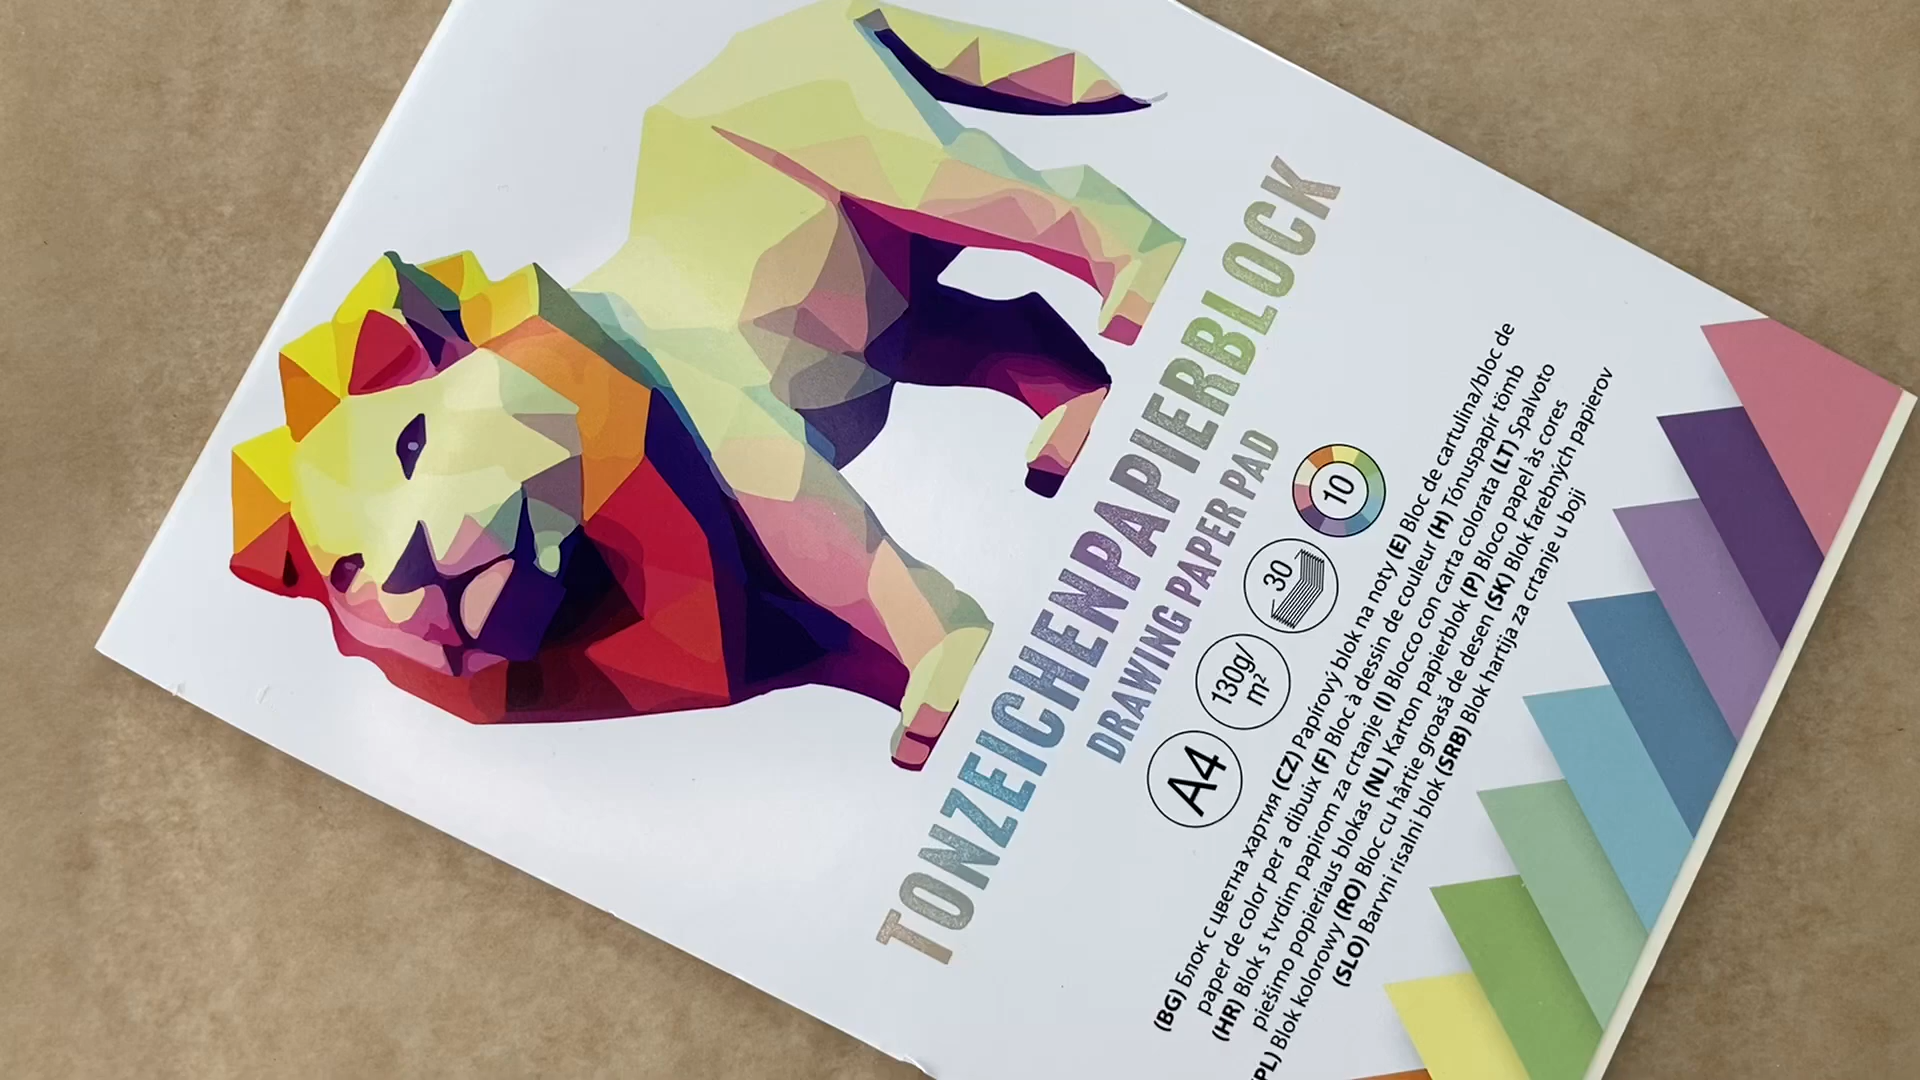 TONZEICHENPAPIERBLOCK
DRAWING PAPER PAD
A4
130g/
m²
30
10
(BG) Блок с цветна хартия (CZ) Papírový blok na noty (E) Bloc de cartulina/bloc de
paper de color per a dibuix (F) Bloc à dessin de couleur (H) Tónuspapír tömb
(HR) Blok s tvrdim papirom za crtanje (I) Blocco con carta colorata (LT) Spalvoto
piešimo popieriaus blokas (NL) Karton papierblok (P) Bloco papel às cores
(PL) Blok kolorowy (RO) Bloc cu hârtie groasă de desen (SK) Blok farebných papierov
(SLO) Barvni risalni blok (SRB) Blok hartija za crtanje u boji